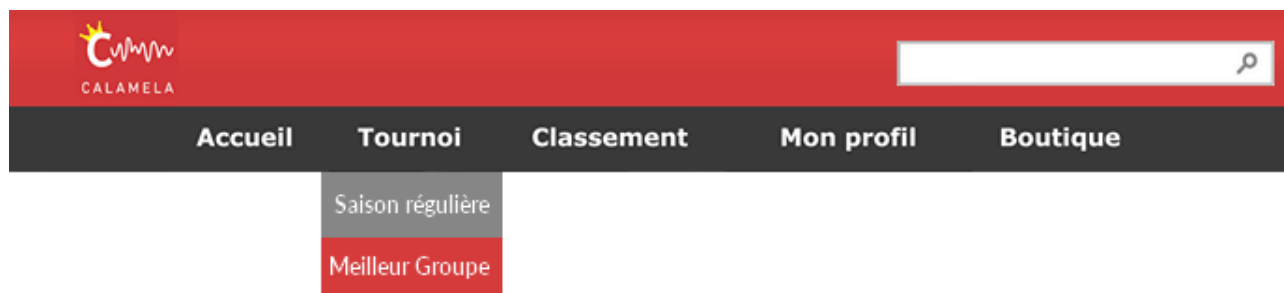 CALAMELA
Accueil Tournoi Classement Mon profil Boutique
Saison régulière
Meilleur Groupe